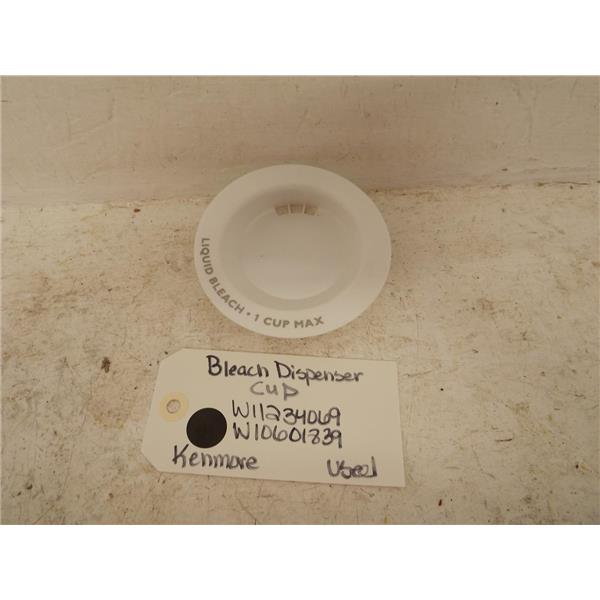 LIQUID BLEACH • 1 CUP MAX
Bleach Dispenser
Cup
W11234069
W10601839
Kenmore Used